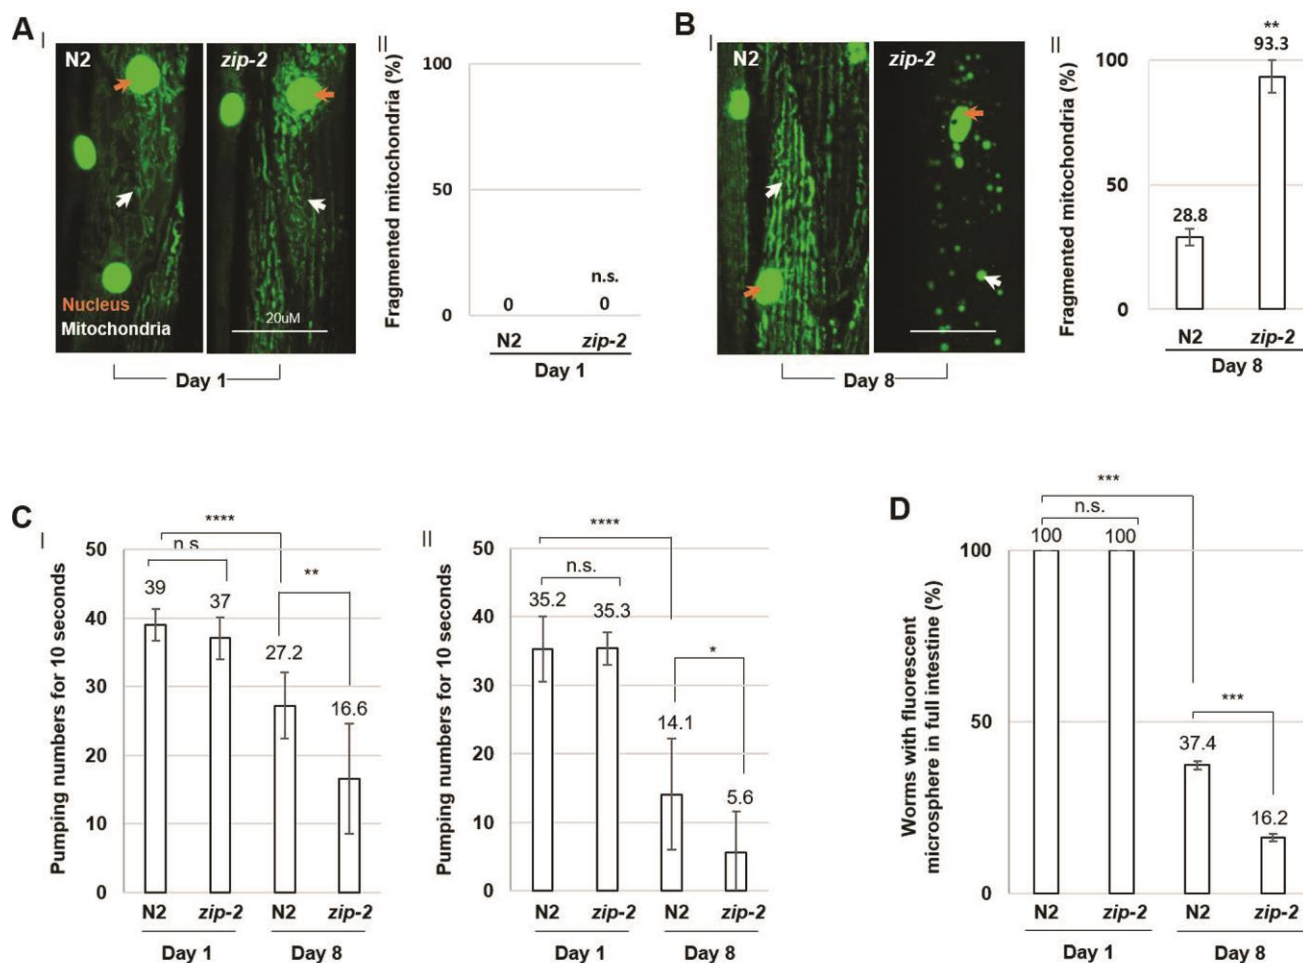 A
I
N2
zip-2
Nucleus
Mitochondria
20uM
Day 1
II
Fragmented mitochondria (%)
100
50
0
n.s.
0
0
N2
zip-2
Day 1
B
I
N2
zip-2
Day 8
II
Fragmented mitochondria (%)
100
50
0
**
93.3
28.8
N2
zip-2
Day 8
C
I
Pumping numbers for 10 seconds
50
40
30
20
10
0
****
n.s
**
39
37
27.2
16.6
N2
zip-2
N2
zip-2
Day 1
Day 8
II
Pumping numbers for 10 seconds
50
40
30
20
10
0
****
n.s.
*
35.2
35.3
14.1
5.6
N2
zip-2
N2
zip-2
Day 1
Day 8
D
Worms with fluorescent
microsphere in full intestine (%)
100
50
0
***
n.s.
100
100
***
37.4
16.2
N2
zip-2
N2
zip-2
Day 1
Day 8